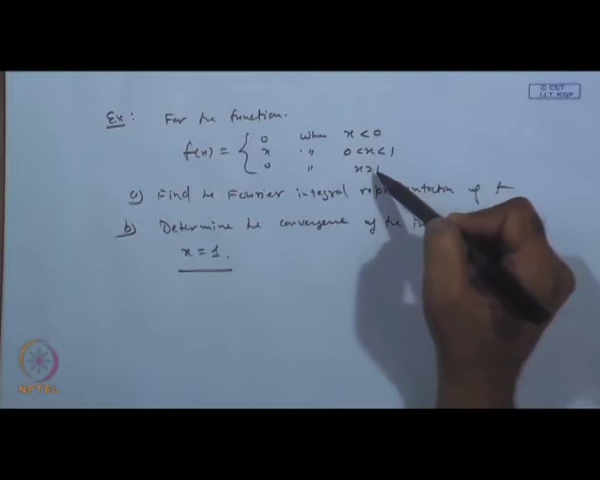 © CET
I.I.T. KGP
Ex: For the function.
f(x) = { 0 when x < 0
x " 0 < x < 1
0 " x > 1
a) Find the Fourier integral representation of f
b) Determine the convergence of the
x = 1.
NPTEL